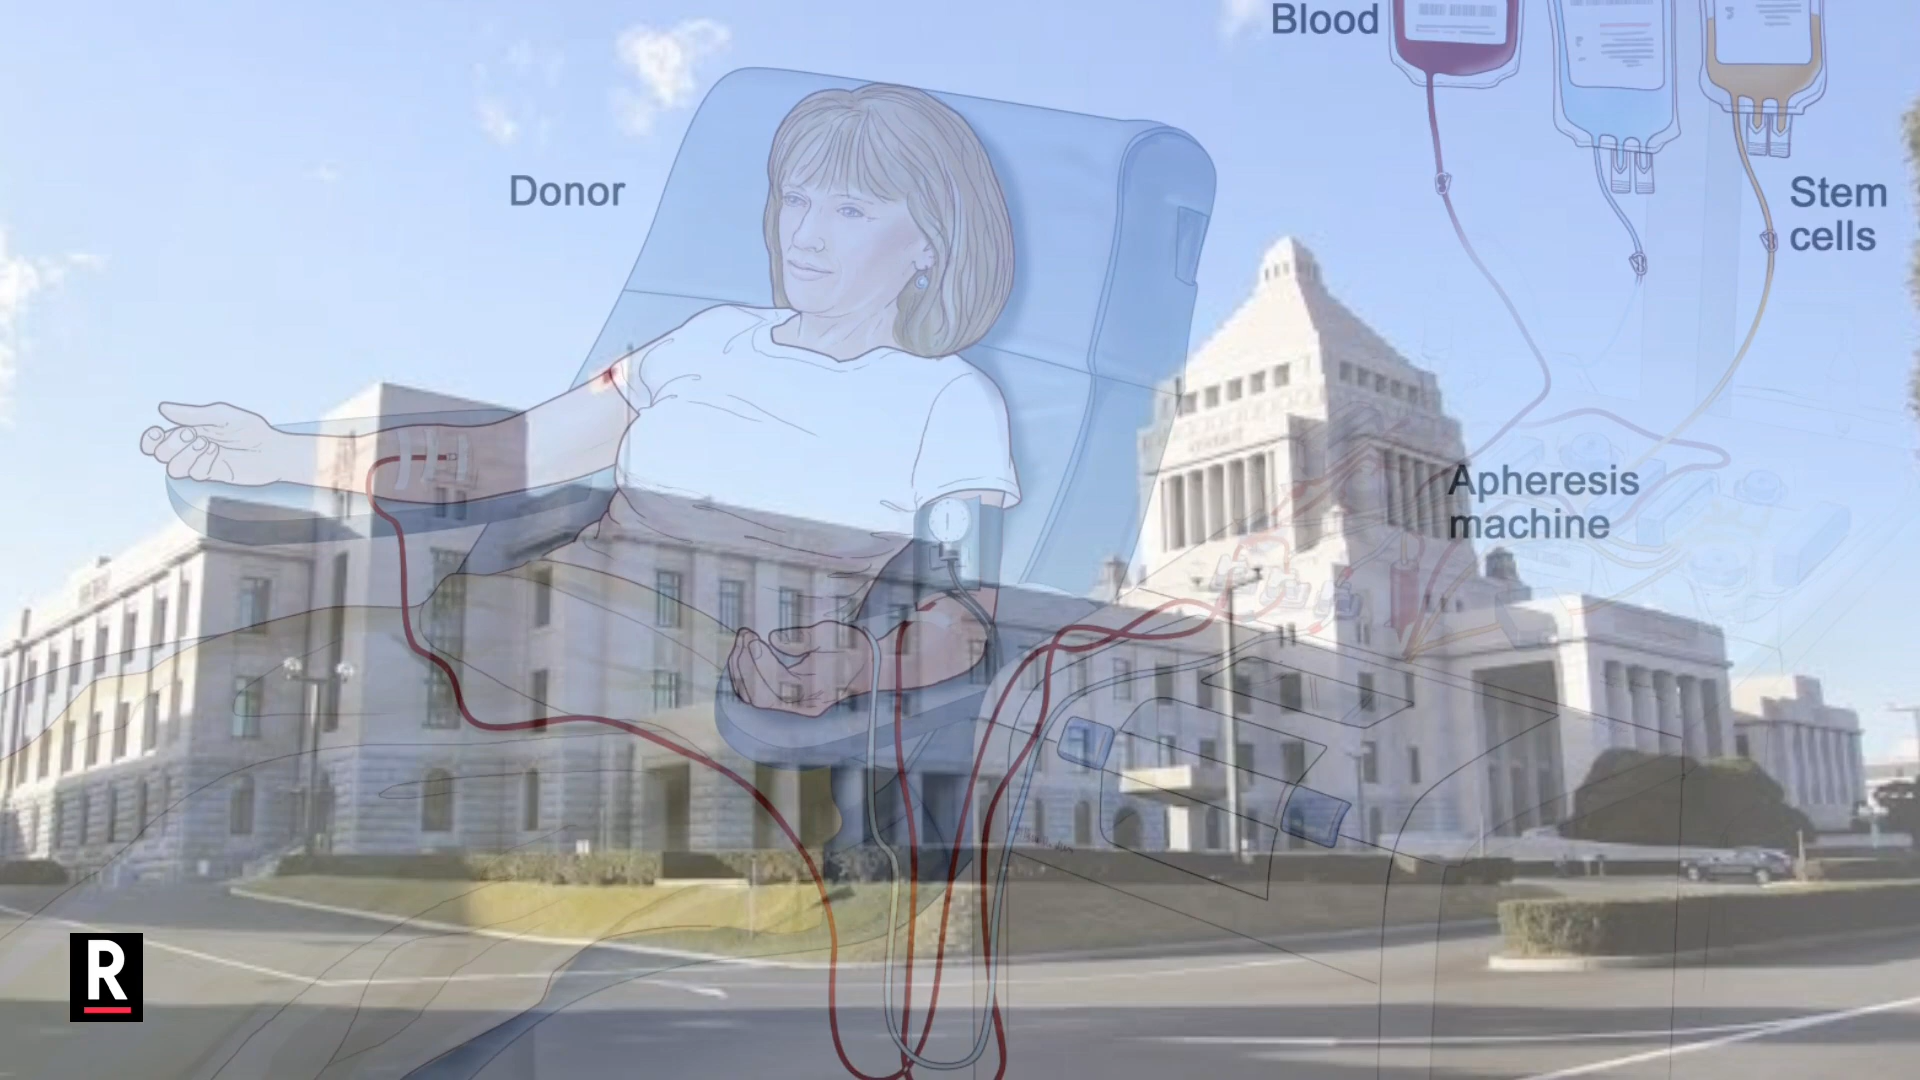 Blood
Donor
Stem
cells
Apheresis
machine
R